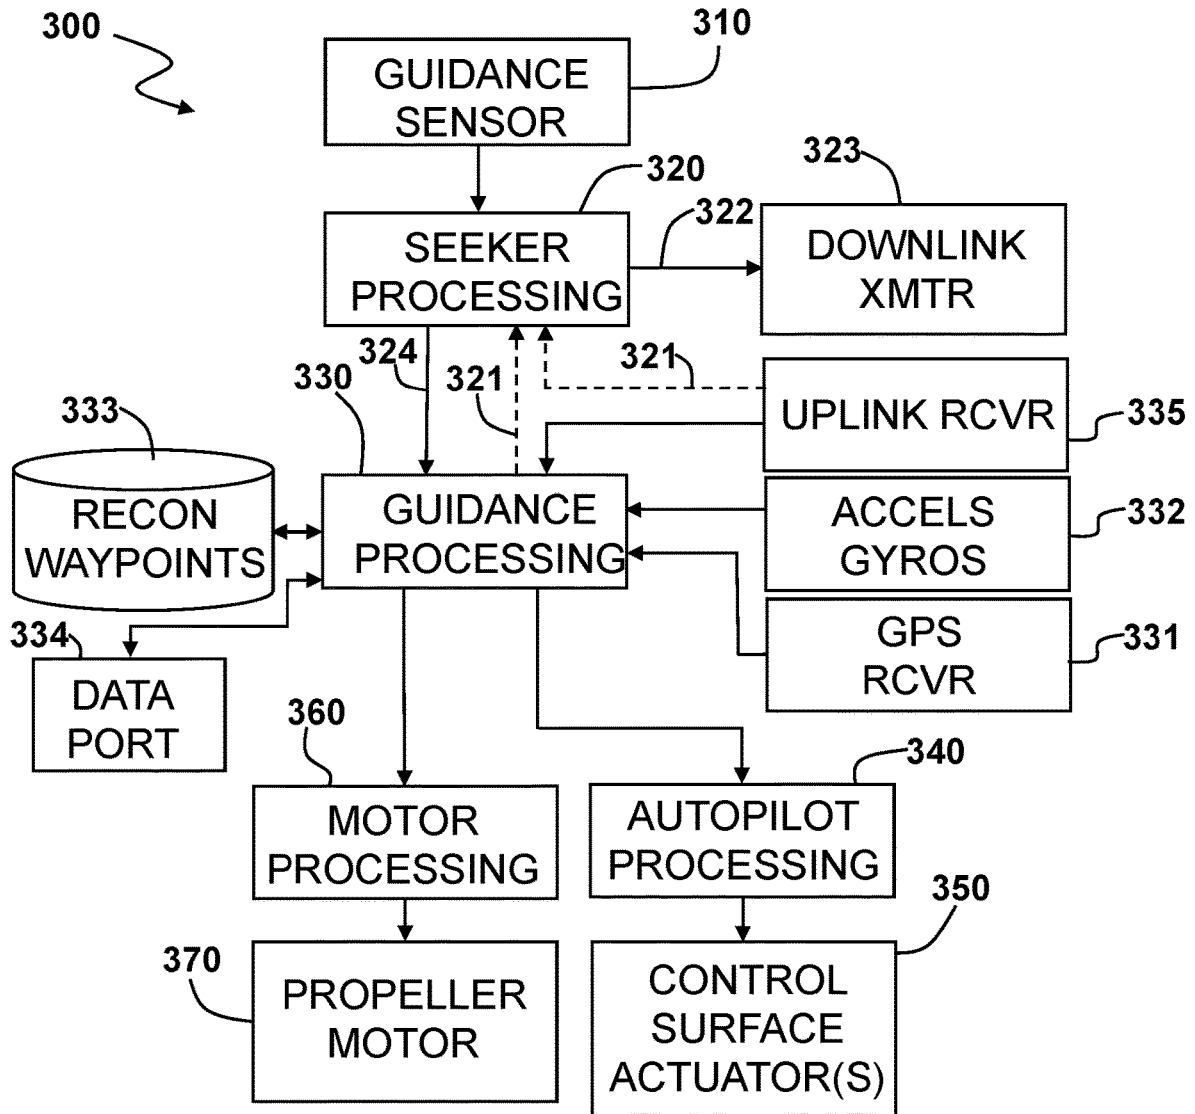 300
310
GUIDANCE
SENSOR
320
323
322
SEEKER
PROCESSING
DOWNLINK
XMTR
324
321
321
330
333
UPLINK RCVR
335
RECON
WAYPOINTS
GUIDANCE
PROCESSING
ACCELS
GYROS
332
334
DATA
PORT
GPS
RCVR
331
360
340
MOTOR
PROCESSING
AUTOPILOT
PROCESSING
350
370
PROPELLER
MOTOR
CONTROL
SURFACE
ACTUATOR(S)